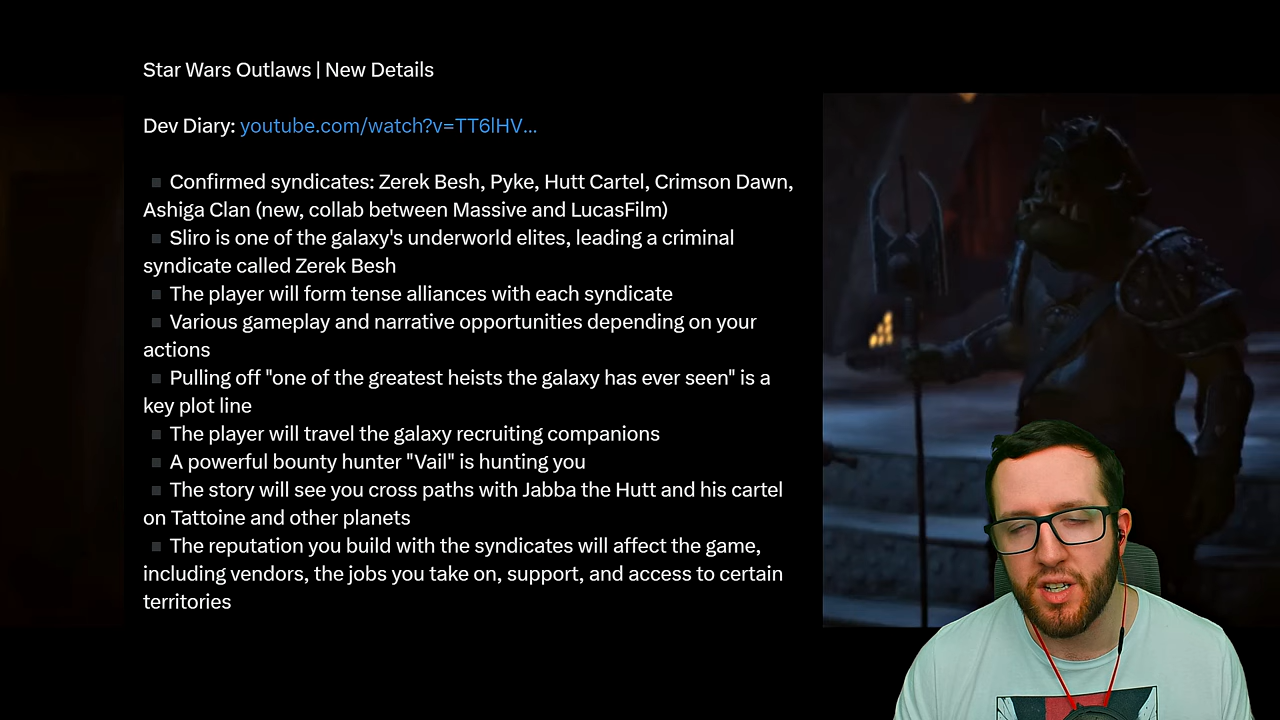 Star Wars Outlaws | New Details
Dev Diary: youtube.com/watch?v=TT6lHV...
▪ Confirmed syndicates: Zerek Besh, Pyke, Hutt Cartel, Crimson Dawn,
Ashiga Clan (new, collab between Massive and LucasFilm)
▪ Sliro is one of the galaxy's underworld elites, leading a criminal
syndicate called Zerek Besh
▪ The player will form tense alliances with each syndicate
▪ Various gameplay and narrative opportunities depending on your
actions
▪ Pulling off "one of the greatest heists the galaxy has ever seen" is a
key plot line
▪ The player will travel the galaxy recruiting companions
▪ A powerful bounty hunter "Vail" is hunting you
▪ The story will see you cross paths with Jabba the Hutt and his cartel
on Tattoine and other planets
▪ The reputation you build with the syndicates will affect the game,
including vendors, the jobs you take on, support, and access to certain
territories